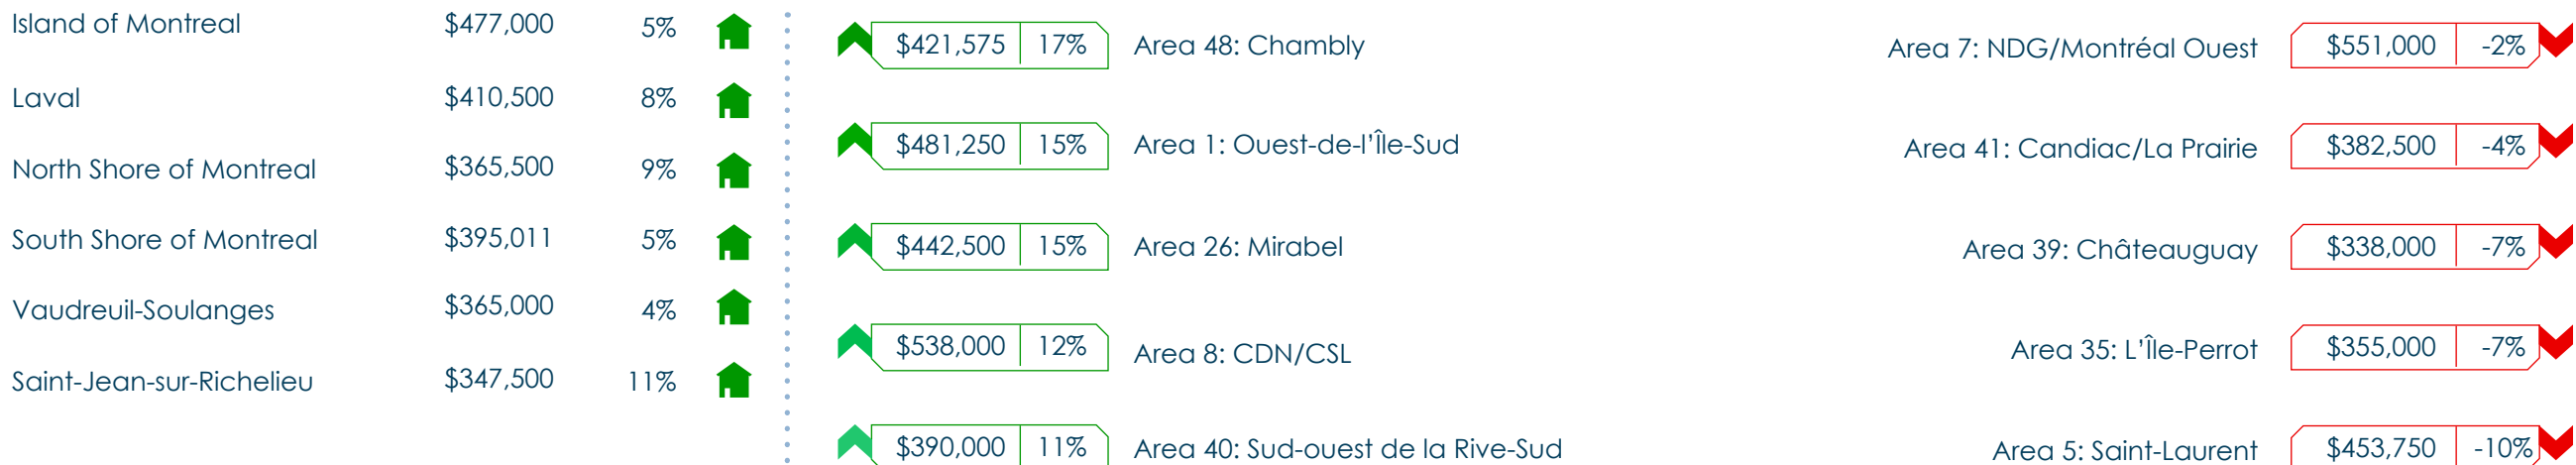 Island of Montreal $477,000 5%
Laval $410,500 8%
North Shore of Montreal $365,500 9%
South Shore of Montreal $395,011 5%
Vaudreuil-Soulanges $365,000 4%
Saint-Jean-sur-Richelieu $347,500 11%
$421,575 17% Area 48: Chambly
$481,250 15% Area 1: Ouest-de-l’Île-Sud
$442,500 15% Area 26: Mirabel
$538,000 12% Area 8: CDN/CSL
$390,000 11% Area 40: Sud-ouest de la Rive-Sud
Area 7: NDG/Montréal Ouest $551,000 -2%
Area 41: Candiac/La Prairie $382,500 -4%
Area 39: Châteauguay $338,000 -7%
Area 35: L’Île-Perrot $355,000 -7%
Area 5: Saint-Laurent $453,750 -10%